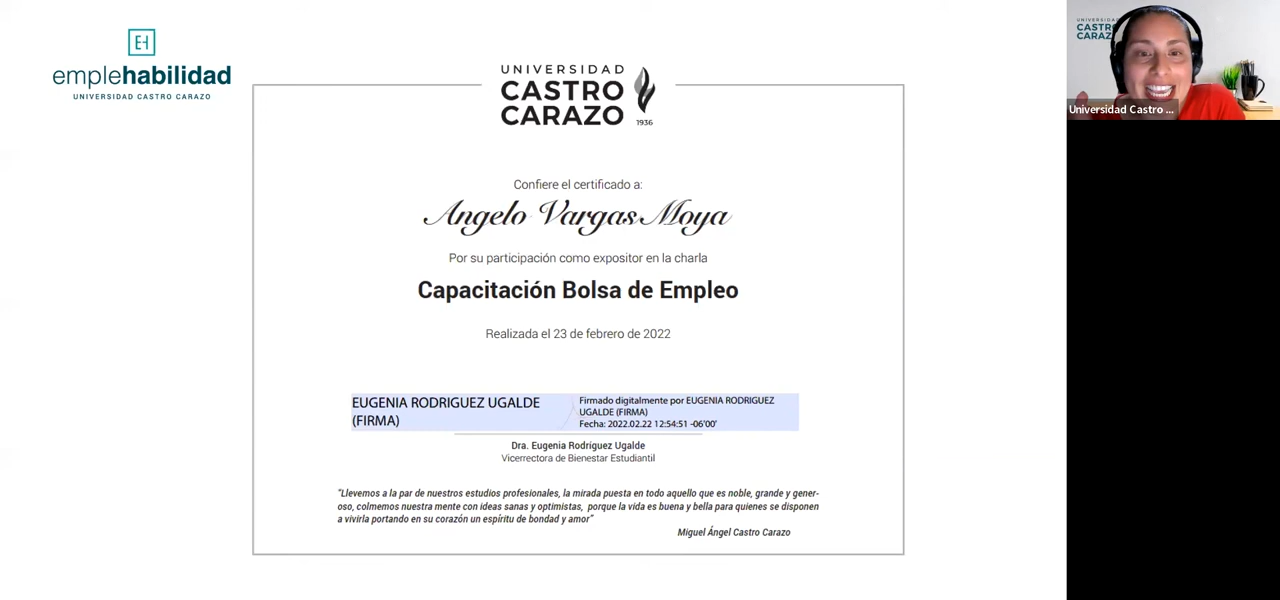 EH
emplehabilidad
UNIVERSIDAD CASTRO CARAZO
UNIVERSIDAD
CASTRO
CARAZO
1936
Confiere el certificado a:
Angelo Vargas Moya
Por su participación como expositor en la charla
Capacitación Bolsa de Empleo
Realizada el 23 de febrero de 2022
EUGENIA RODRIGUEZ UGALDE
(FIRMA)
Firmado digitalmente por EUGENIA RODRIGUEZ
UGALDE (FIRMA)
Fecha: 2022.02.22 12:54:51 -06'00'
Dra. Eugenia Rodríguez Ugalde
Vicerrectora de Bienestar Estudiantil
"Llevemos a la par de nuestros estudios profesionales, la mirada puesta en todo aquello que es noble, grande y gener-
oso, colmemos nuestra mente con ideas sanas y optimistas, porque la vida es buena y bella para quienes se disponen
a vivirla portando en su corazón un espíritu de bondad y amor"
Miguel Ángel Castro Carazo
UNIVERSIDAD
CASTRO
CARAZO
Universidad Castro ...